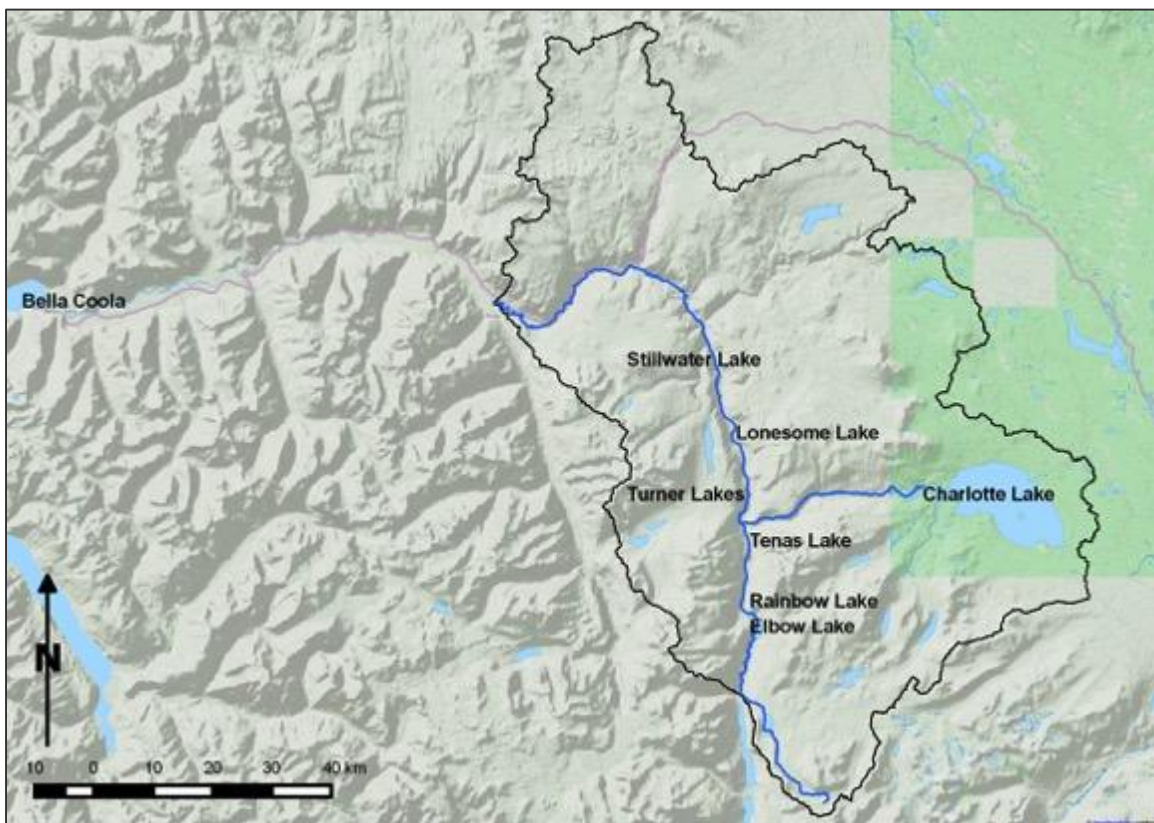 Bella Coola
Stillwater Lake
Lonesome Lake
Turner Lakes
Charlotte Lake
Tenas Lake
Rainbow Lake
Elbow Lake
N
10 0 10 20 30 40 km